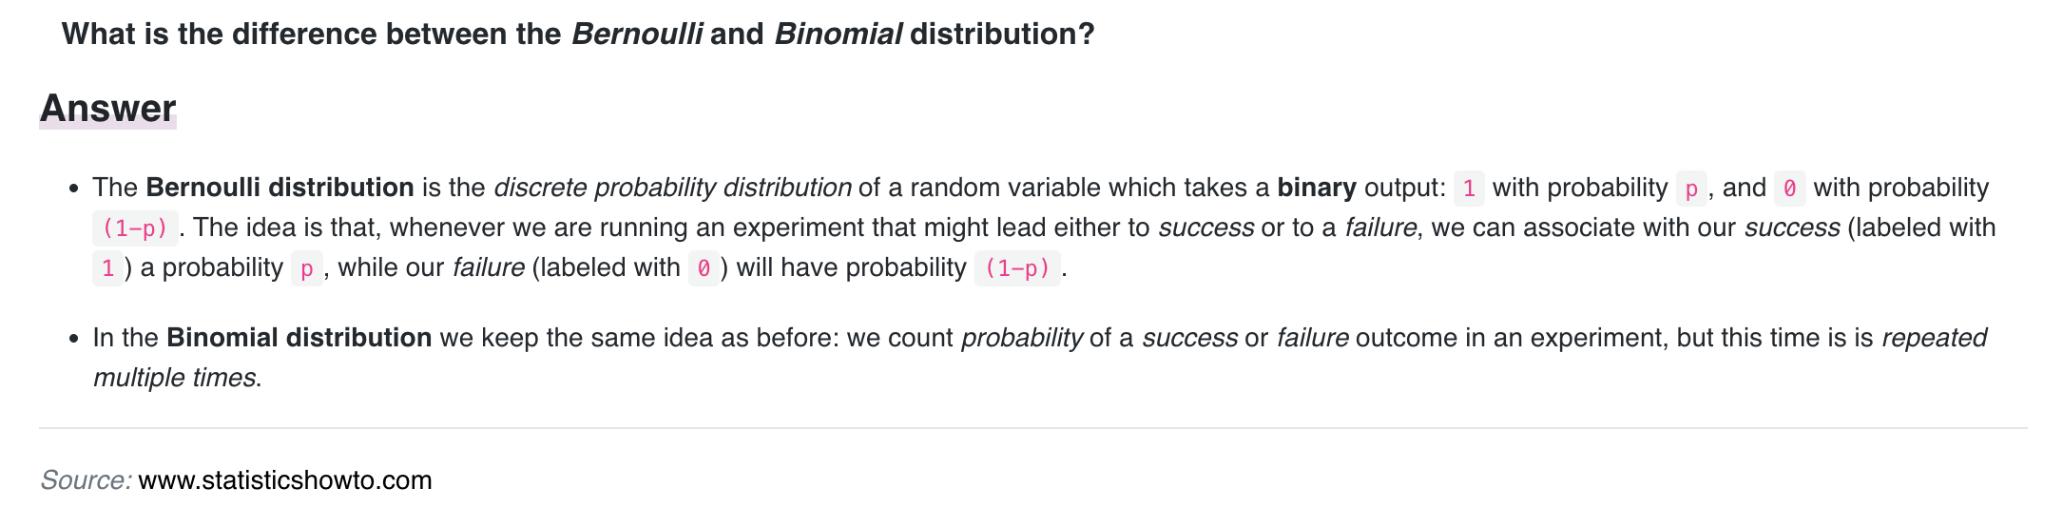 What is the difference between the Bernoulli and Binomial distribution?
Answer
• The Bernoulli distribution is the discrete probability distribution of a random variable which takes a binary output: 1 with probability p , and 0 with probability
(1-p) . The idea is that, whenever we are running an experiment that might lead either to success or to a failure, we can associate with our success (labeled with
1 ) a probability p , while our failure (labeled with 0 ) will have probability (1-p) .
• In the Binomial distribution we keep the same idea as before: we count probability of a success or failure outcome in an experiment, but this time is is repeated
multiple times.
Source: www.statisticshowto.com